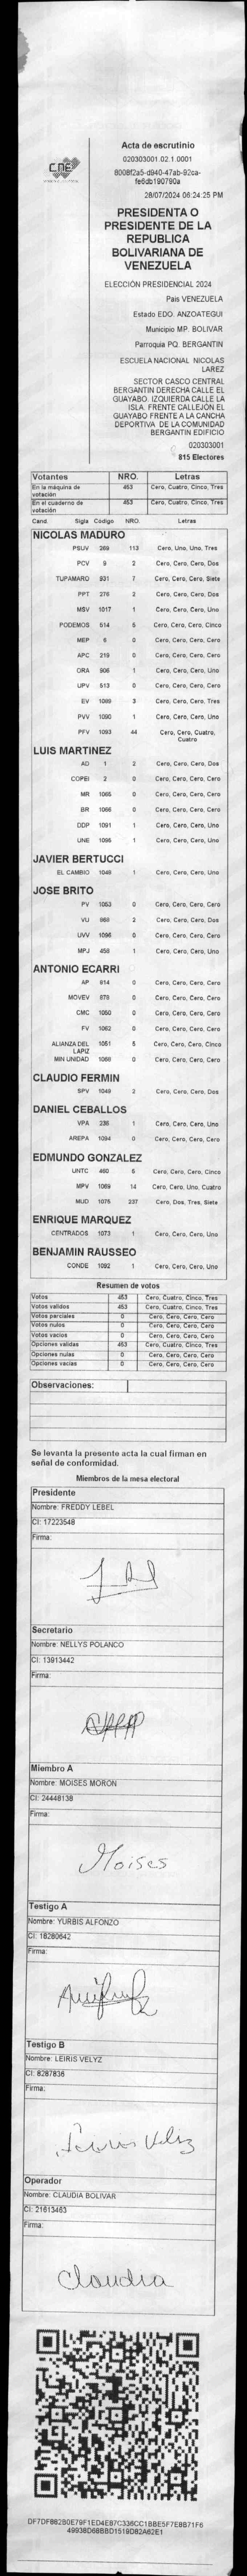 CNE
Acta de escrutinio
020303001.02.1.0001
8008f2a5-d940-47ab-92ca-
fe6db190790a
28/07/2024 06:24:25 PM
PRESIDENTA O
PRESIDENTE DE LA
REPUBLICA
BOLIVARIANA DE
VENEZUELA
ELECCIÓN PRESIDENCIAL 2024
Pais VENEZUELA
Estado EDO. ANZOATEGUI
Municipio MP. BOLIVAR
Parroquia PQ. BERGANTIN
ESCUELA NACIONAL NICOLAS
LAREZ
SECTOR CASCO CENTRAL
BERGANTIN DERECHA CALLE EL
GUAYABO. IZQUIERDA CALLE LA
ISLA. FRENTE CALLEJÓN EL
GUAYABO FRENTE A LA CANCHA
DEPORTIVA DE LA COMUNIDAD
BERGANTIN EDIFICIO
020303001
815 Electores
Votantes NRO. Letras
En la máquina de votación 453 Cero, Cuatro, Cinco, Tres
En el cuaderno de votación 453 Cero, Cuatro, Cinco, Tres
Cand. Sigla Código NRO. Letras
NICOLAS MADURO
PSUV 269 113 Cero, Uno, Uno, Tres
PCV 9 2 Cero, Cero, Cero, Dos
TUPAMARO 931 7 Cero, Cero, Cero, Siete
PPT 276 2 Cero, Cero, Cero, Dos
MSV 1017 1 Cero, Cero, Cero, Uno
PODEMOS 514 5 Cero, Cero, Cero, Cinco
MEP 6 0 Cero, Cero, Cero, Cero
APC 219 0 Cero, Cero, Cero, Cero
ORA 906 1 Cero, Cero, Cero, Uno
UPV 513 0 Cero, Cero, Cero, Cero
EV 1089 3 Cero, Cero, Cero, Tres
PVV 1090 1 Cero, Cero, Cero, Uno
PFV 1093 44 Cero, Cero, Cuatro, Cuatro
LUIS MARTINEZ
AD 1 2 Cero, Cero, Cero, Dos
COPEI 2 0 Cero, Cero, Cero, Cero
MR 1065 0 Cero, Cero, Cero, Cero
BR 1066 0 Cero, Cero, Cero, Cero
DDP 1091 1 Cero, Cero, Cero, Uno
UNE 1095 1 Cero, Cero, Cero, Uno
JAVIER BERTUCCI
EL CAMBIO 1048 1 Cero, Cero, Cero, Uno
JOSE BRITO
PV 1053 0 Cero, Cero, Cero, Cero
VU 968 2 Cero, Cero, Cero, Dos
UVV 1096 0 Cero, Cero, Cero, Cero
MPJ 458 1 Cero, Cero, Cero, Uno
ANTONIO ECARRI
AP 814 0 Cero, Cero, Cero, Cero
MOVEV 878 0 Cero, Cero, Cero, Cero
CMC 1050 0 Cero, Cero, Cero, Cero
FV 1062 0 Cero, Cero, Cero, Cero
ALIANZA DEL LAPIZ 1051 5 Cero, Cero, Cero, Cinco
MIN UNIDAD 1056 0 Cero, Cero, Cero, Cero
CLAUDIO FERMIN
SPV 1049 2 Cero, Cero, Cero, Dos
DANIEL CEBALLOS
VPA 236 1 Cero, Cero, Cero, Uno
AREPA 1094 0 Cero, Cero, Cero, Cero
EDMUNDO GONZALEZ
UNTC 460 5 Cero, Cero, Cero, Cinco
MPV 1069 14 Cero, Cero, Uno, Cuatro
MUD 1075 237 Cero, Dos, Tres, Siete
ENRIQUE MARQUEZ
CENTRADOS 1073 1 Cero, Cero, Cero, Uno
BENJAMIN RAUSSEO
CONDE 1092 1 Cero, Cero, Cero, Uno
Resumen de votos
Votos 453 Cero, Cuatro, Cinco, Tres
Votos validos 453 Cero, Cuatro, Cinco, Tres
Votos parciales 0 Cero, Cero, Cero, Cero
Votos nulos 0 Cero, Cero, Cero, Cero
Votos vacios 0 Cero, Cero, Cero, Cero
Opciones validas 453 Cero, Cuatro, Cinco, Tres
Opciones nulas 0 Cero, Cero, Cero, Cero
Opciones vacias 0 Cero, Cero, Cero, Cero
Observaciones:
Se levanta la presente acta la cual firman en
señal de conformidad.
Miembros de la mesa electoral
Presidente
Nombre: FREDDY LEBEL
CI: 17223548
Firma:
Secretario
Nombre: NELLYS POLANCO
CI: 13913442
Firma:
Miembro A
Nombre: MOISES MORON
CI: 24448138
Firma:
Moises
Testigo A
Nombre: YURBIS ALFONZO
CI: 16280642
Firma:
Testigo B
Nombre: LEIRIS VELYZ
CI: 8287836
Firma:
Operador
Nombre: CLAUDIA BOLIVAR
CI: 21613463
Firma:
Claudia
DF7DF882B0E79F1ED4E87C336CC1BBE5F7E8B71F6
49938D68BBD1519D82A62E1